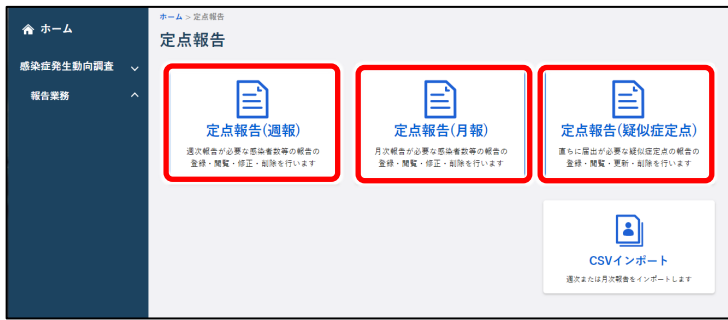 ホーム
感染症発生動向調査
報告業務
ホーム > 定点報告
定点報告
定点報告(週報)
週次報告が必要な感染者数等の報告の
登録・閲覧・修正・削除を行います
定点報告(月報)
月次報告が必要な感染者数等の報告の
登録・閲覧・修正・削除を行います
定点報告(疑似症定点)
直ちに届出が必要な疑似症定点の報告の
登録・閲覧・更新・削除を行います
CSVインポート
週次または月次報告をインポートします